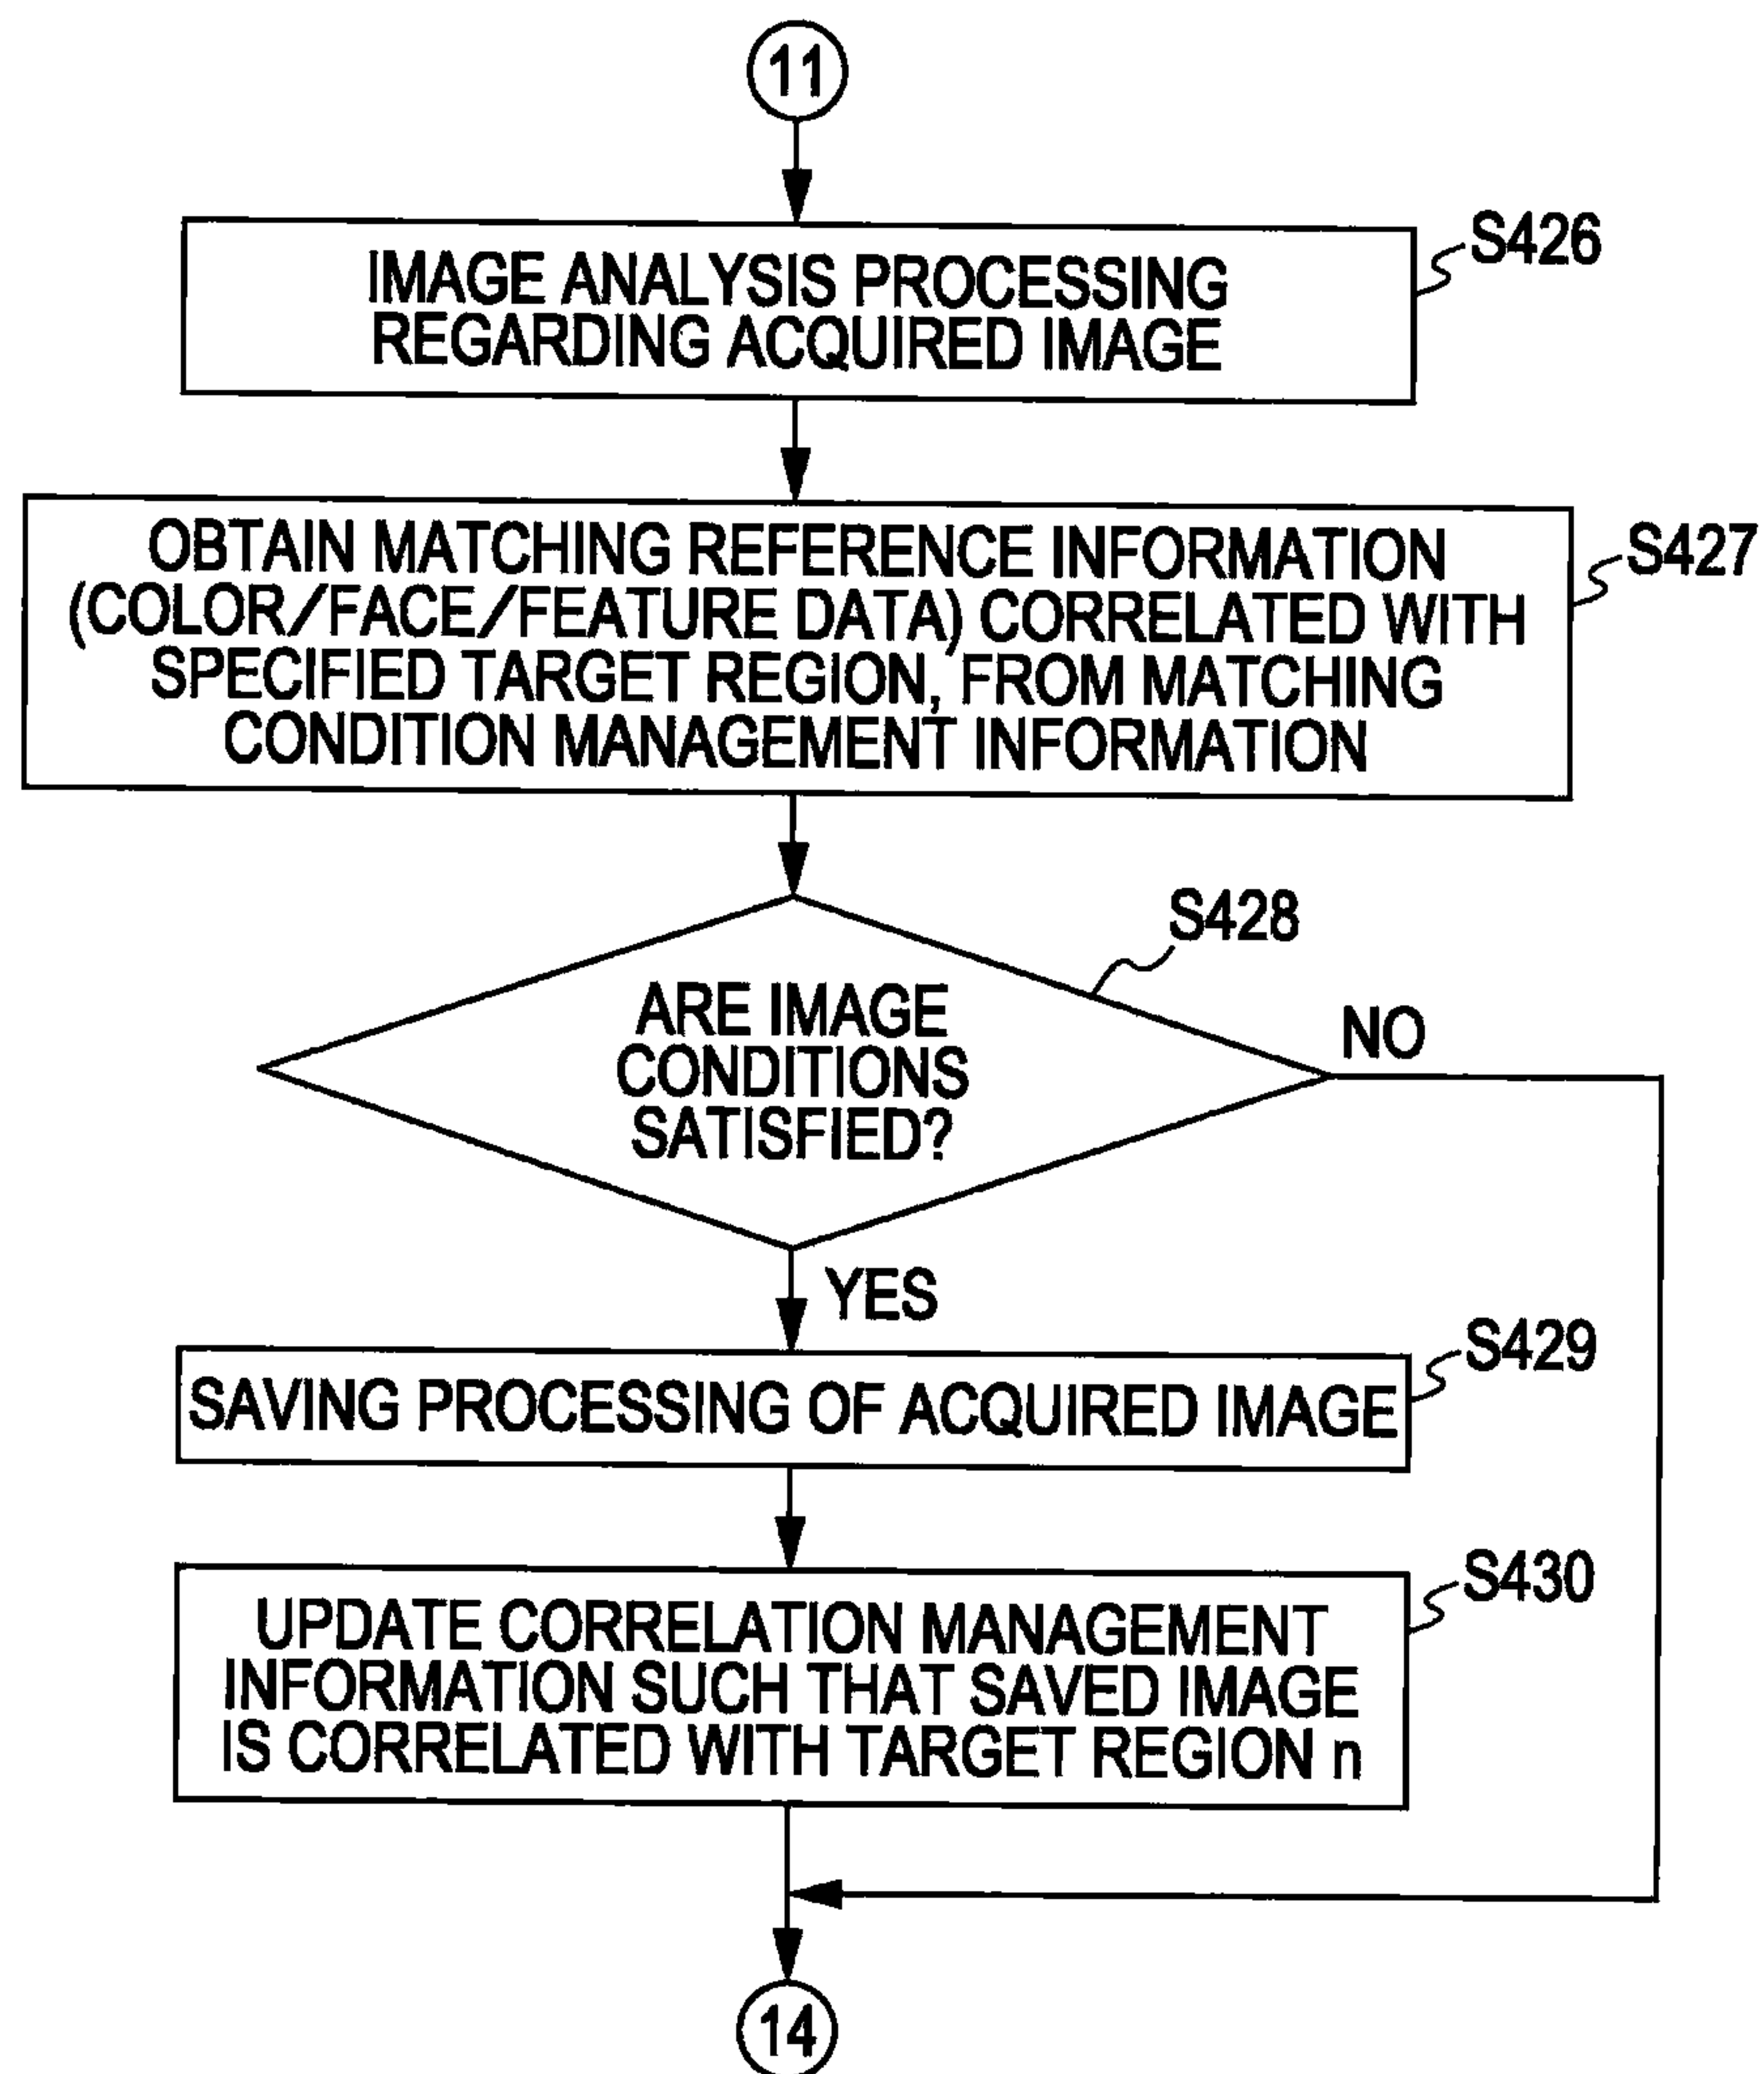 11
S426
IMAGE ANALYSIS PROCESSING
REGARDING ACQUIRED IMAGE
S427
OBTAIN MATCHING REFERENCE INFORMATION
(COLOR/FACE/FEATURE DATA) CORRELATED WITH
SPECIFIED TARGET REGION, FROM MATCHING
CONDITION MANAGEMENT INFORMATION
S428
ARE IMAGE
CONDITIONS
SATISFIED?
NO
YES
S429
SAVING PROCESSING OF ACQUIRED IMAGE
S430
UPDATE CORRELATION MANAGEMENT
INFORMATION SUCH THAT SAVED IMAGE
IS CORRELATED WITH TARGET REGION n
14